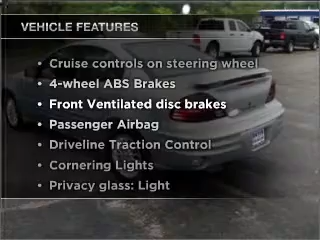 VEHICLE FEATURES
• Cruise controls on steering wheel
• 4-wheel ABS Brakes
• Front Ventilated disc brakes
• Passenger Airbag
• Driveline Traction Control
• Cornering Lights
• Privacy glass: Light